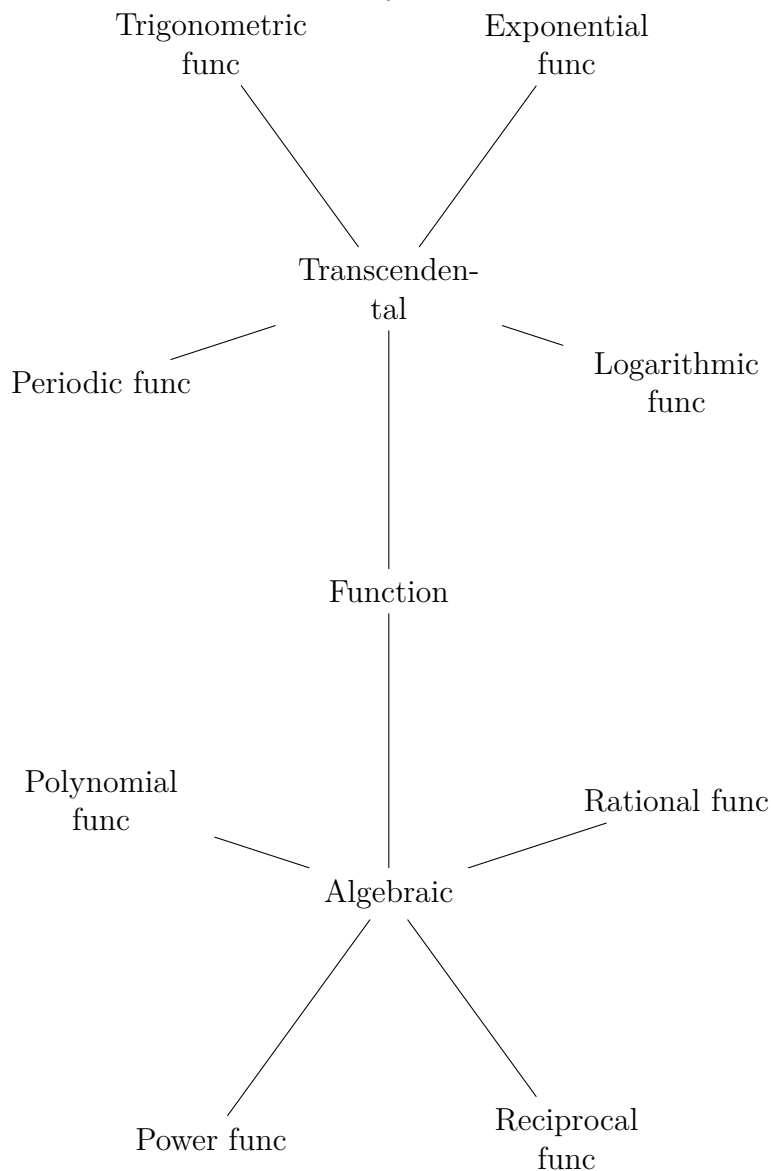 Trigonometric
func
Exponential
func
Transcenden-
tal
Periodic func
Logarithmic
func
Function
Polynomial
func
Rational func
Algebraic
Power func
Reciprocal
func